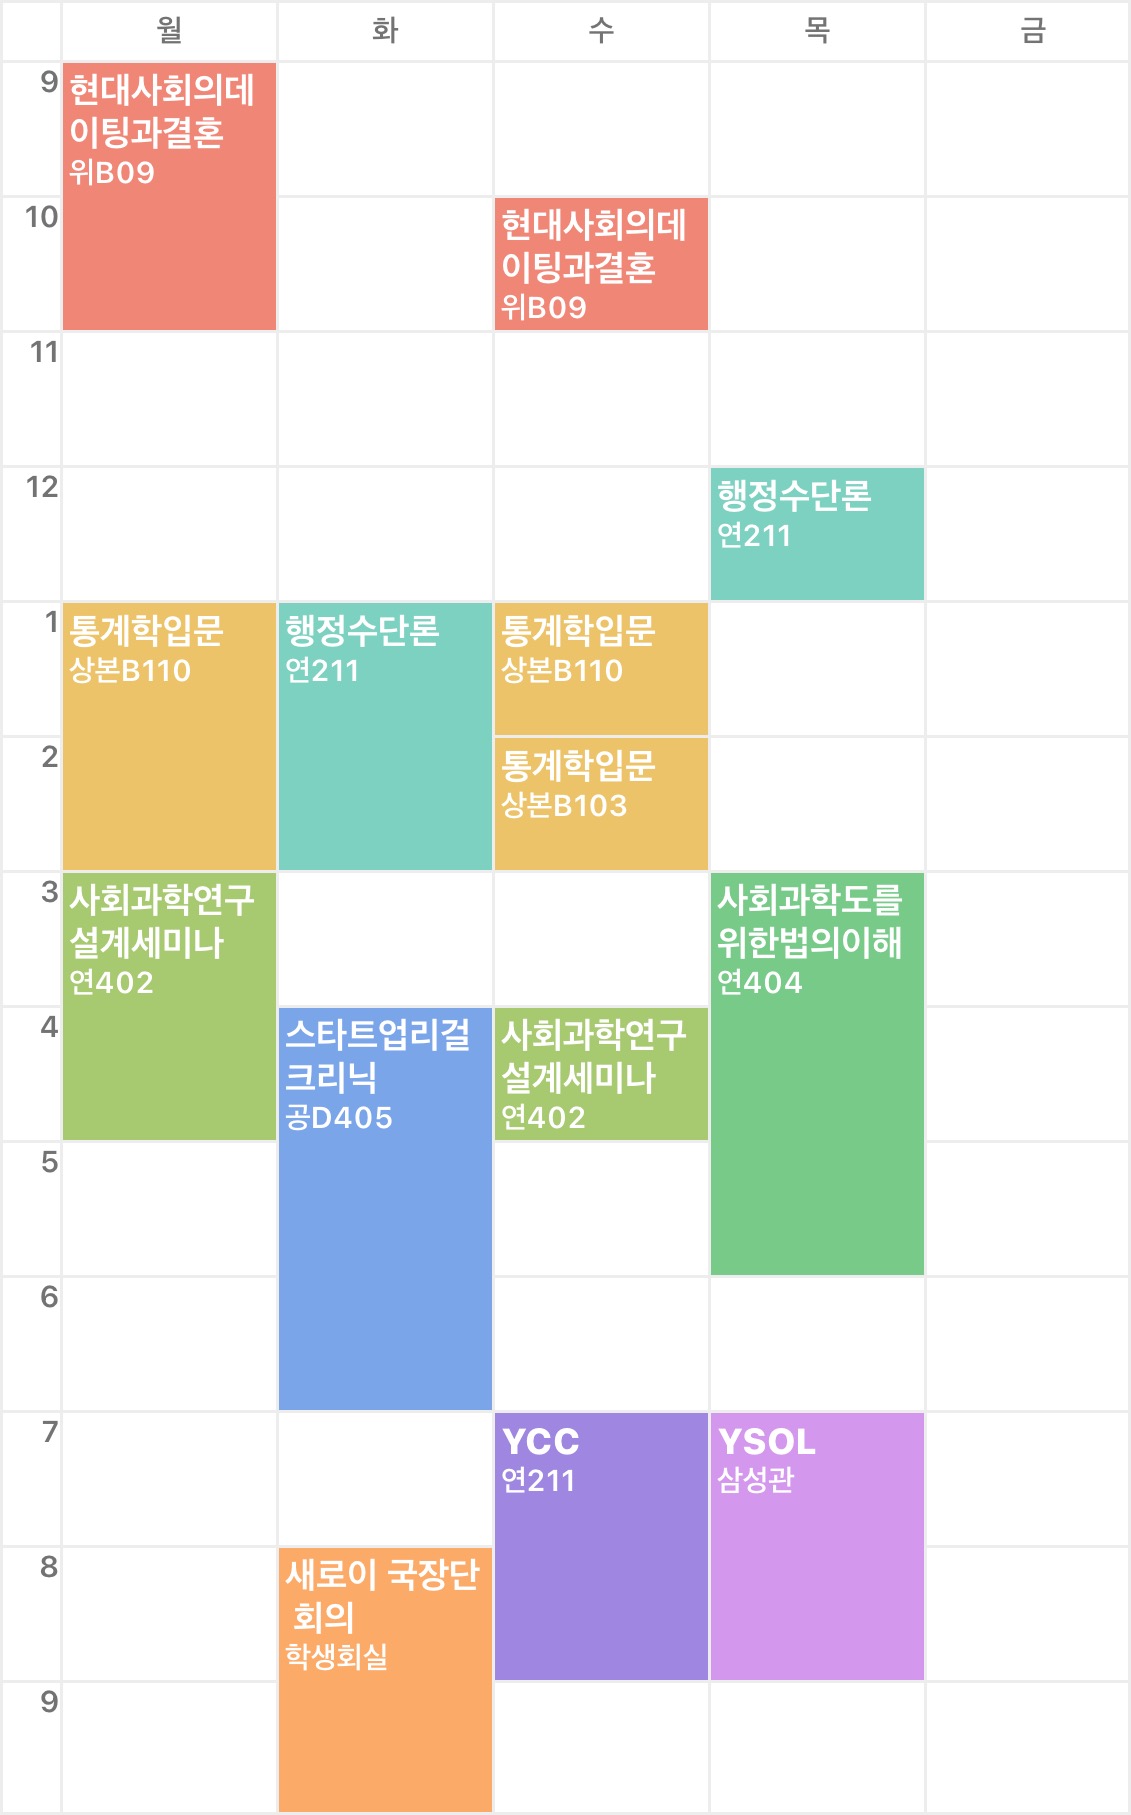 월 화 수 목 금
9
현대사회의데
이팅과결혼
위B09
10
현대사회의데
이팅과결혼
위B09
11
12
행정수단론
연211
1
통계학입문
상본B110
행정수단론
연211
통계학입문
상본B110
2
통계학입문
상본B103
3
사회과학연구
설계세미나
연402
사회과학도를
위한법의이해
연404
4
스타트업리걸
크리닉
공D405
사회과학연구
설계세미나
연402
5
6
7
YCC
연211
YSOL
삼성관
8
새로이 국장단
회의
학생회실
9